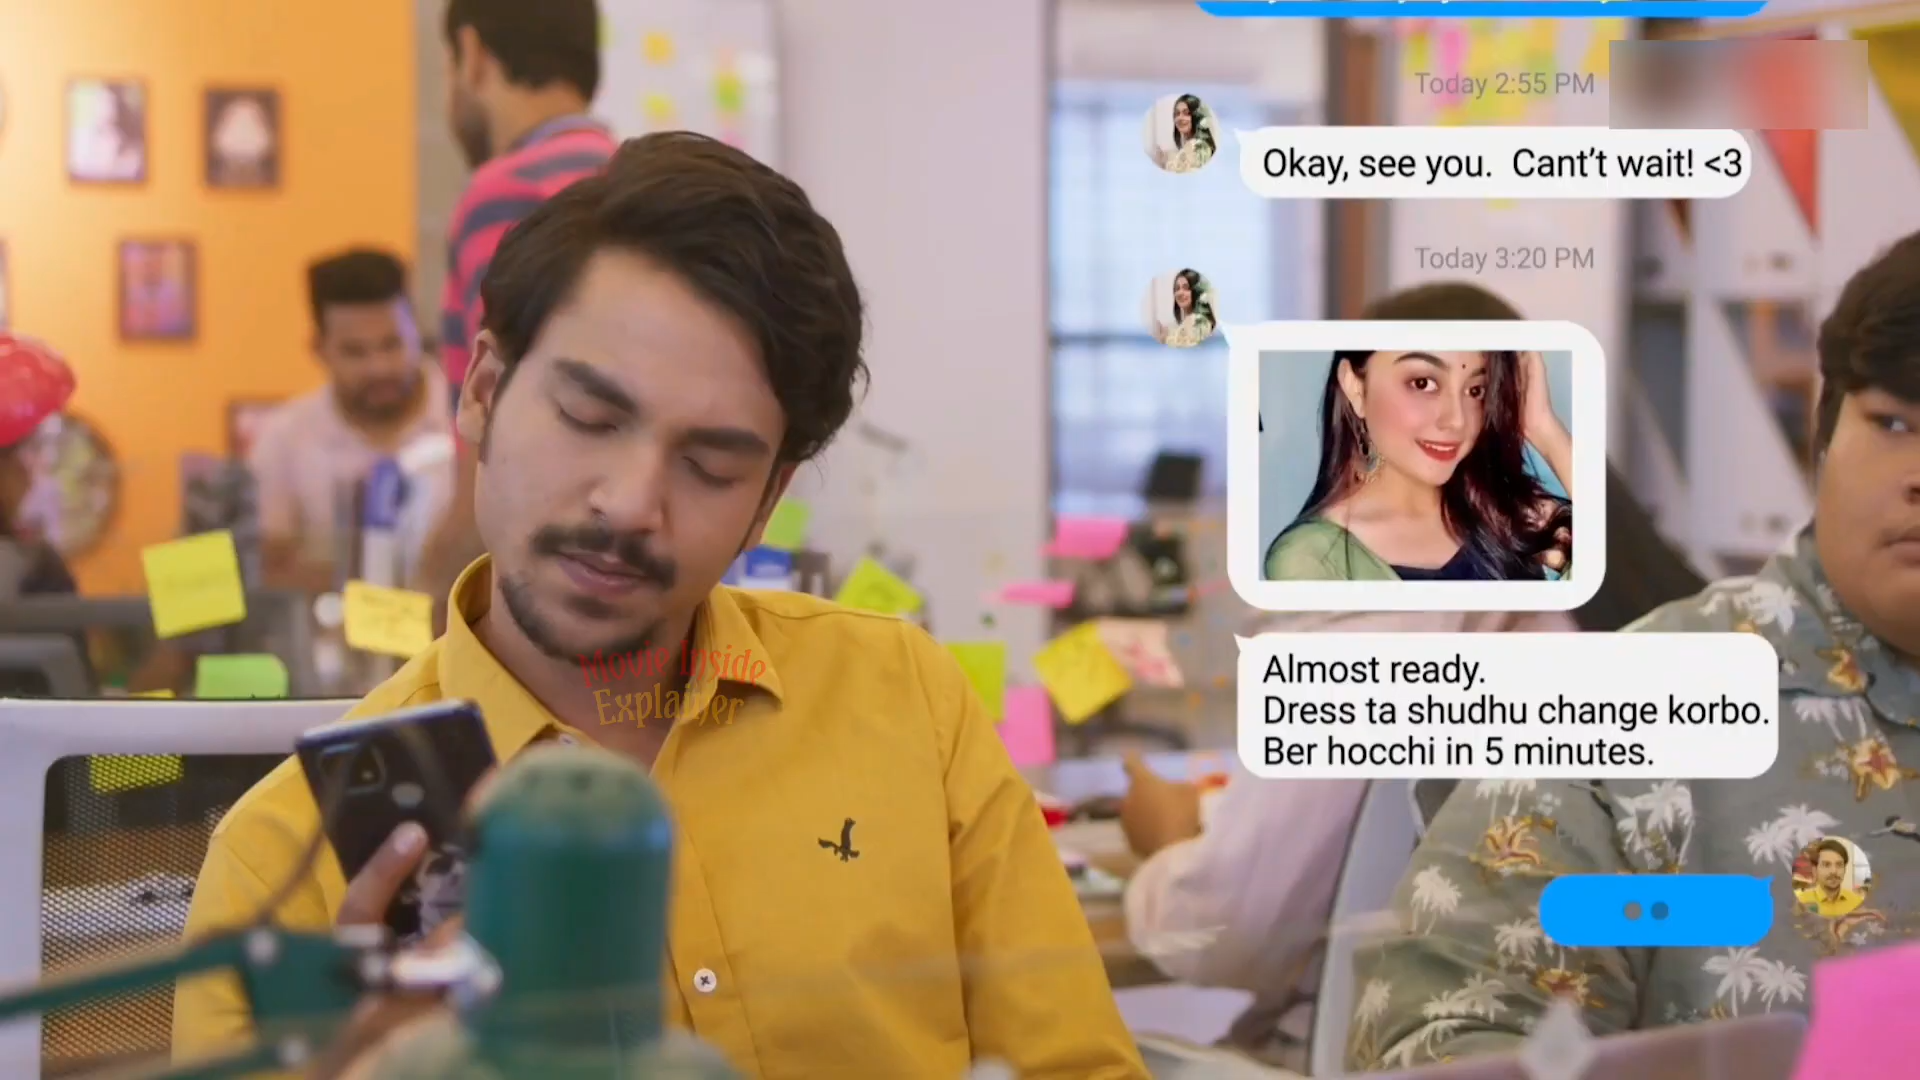 Today 2:55 PM
Okay, see you. Cant't wait! <3
Today 3:20 PM
Almost ready.
Dress ta shudhu change korbo.
Ber hocchi in 5 minutes.
Movie Inside
Explainer